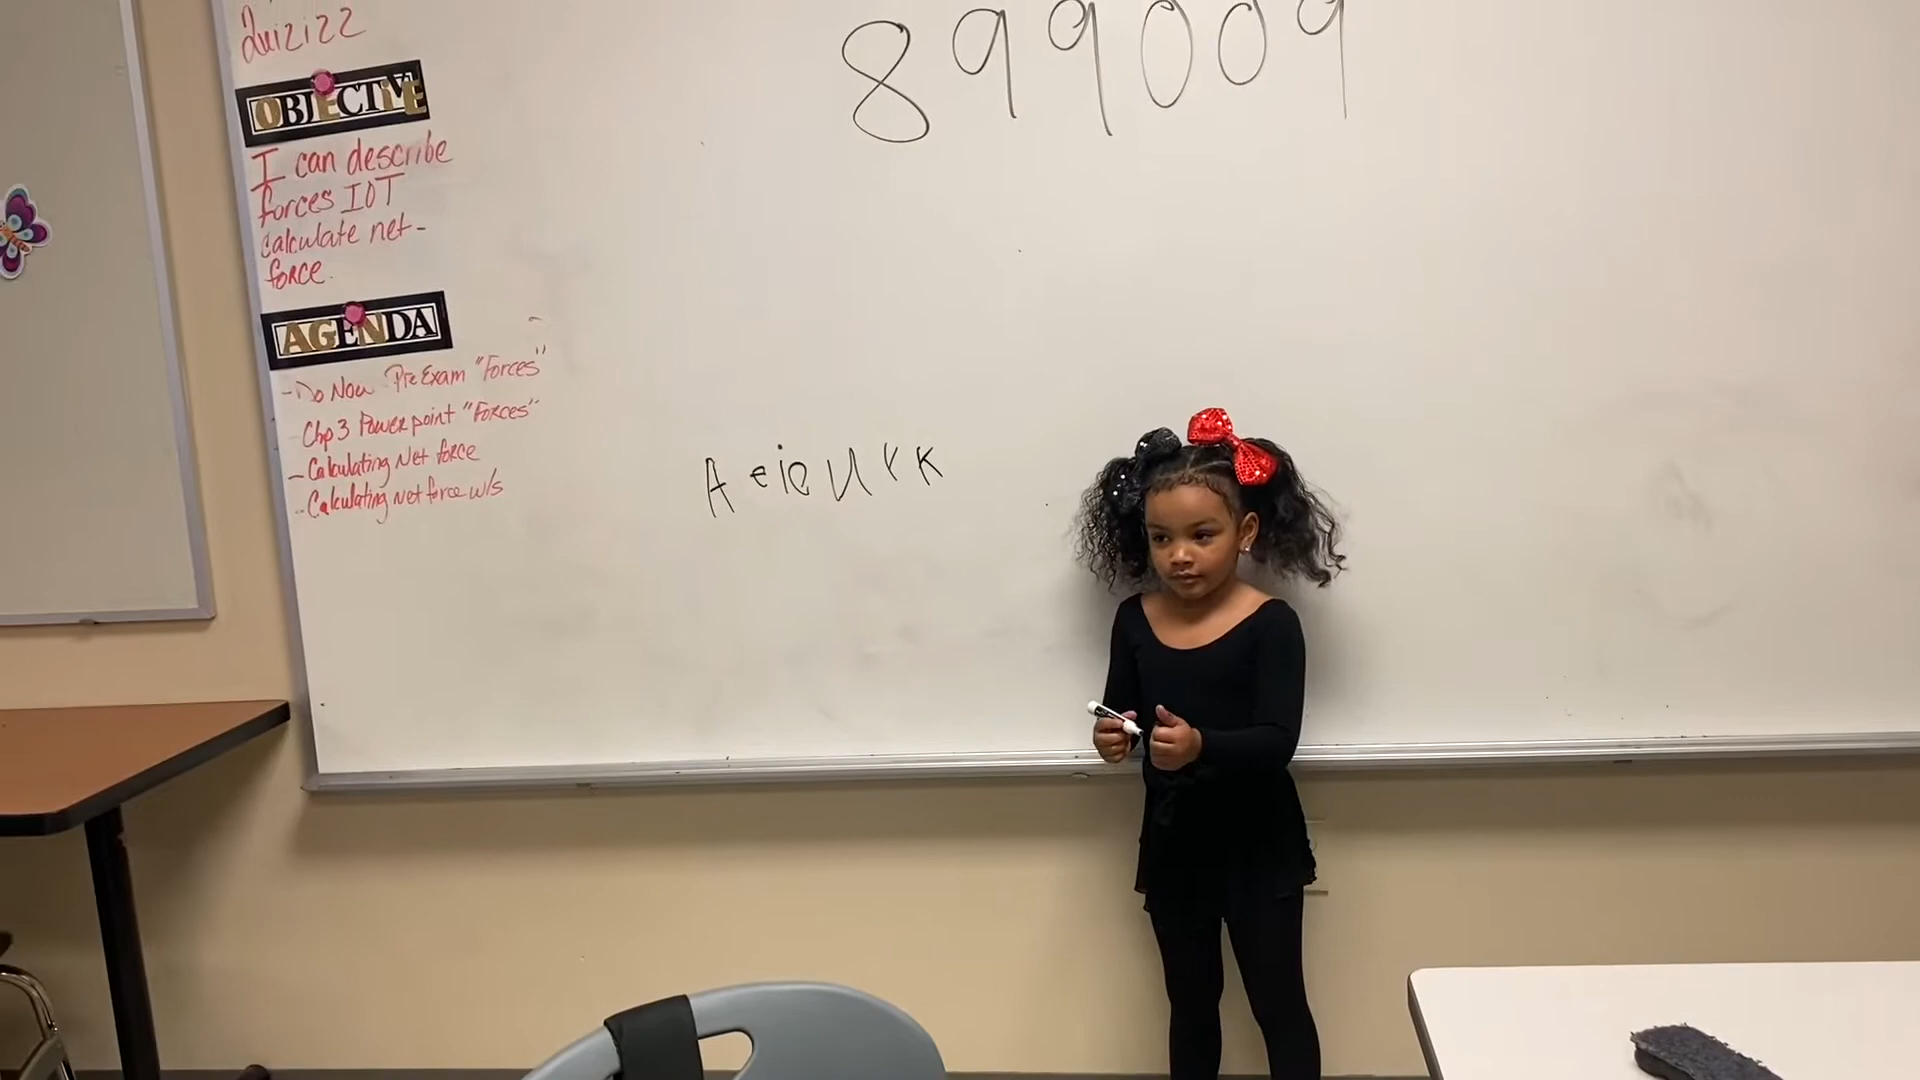 Quizizz
OBJECTIVE
I can describe
forces IOT
calculate net-
force.
AGENDA
- Do Now Pre Exam "Forces"
- Chp 3 Powerpoint "Forces"
- Calculating Net force
- Calculating net force w/s
899009
A e i o U Y K